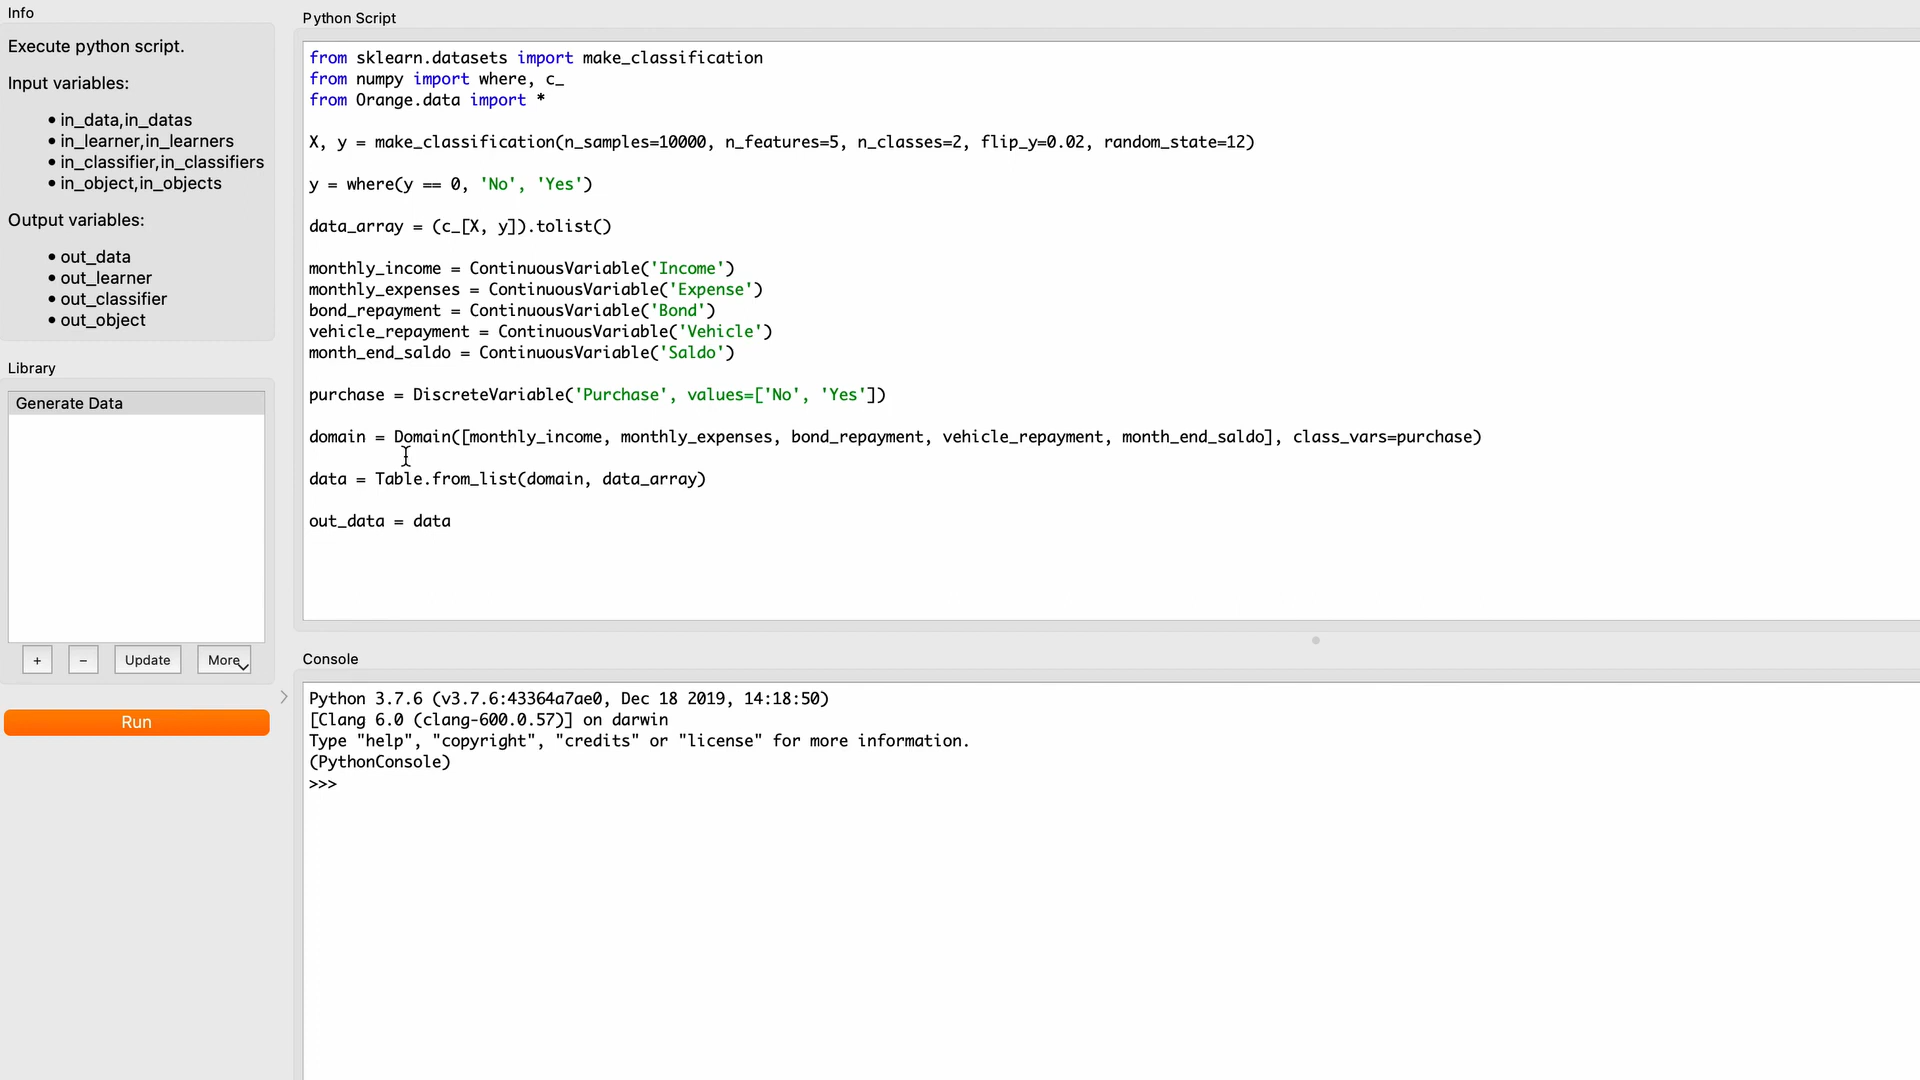 Info
Execute python script.
Input variables:
• in_data,in_datas
• in_learner,in_learners
• in_classifier,in_classifiers
• in_object,in_objects
Output variables:
• out_data
• out_learner
• out_classifier
• out_object
Library
Generate Data
+ − Update More
Run
Python Script
from sklearn.datasets import make_classification
from numpy import where, c_
from Orange.data import *
X, y = make_classification(n_samples=10000, n_features=5, n_classes=2, flip_y=0.02, random_state=12)
y = where(y == 0, 'No', 'Yes')
data_array = (c_[X, y]).tolist()
monthly_income = ContinuousVariable('Income')
monthly_expenses = ContinuousVariable('Expense')
bond_repayment = ContinuousVariable('Bond')
vehicle_repayment = ContinuousVariable('Vehicle')
month_end_saldo = ContinuousVariable('Saldo')
purchase = DiscreteVariable('Purchase', values=['No', 'Yes'])
domain = Domain([monthly_income, monthly_expenses, bond_repayment, vehicle_repayment, month_end_saldo], class_vars=purchase)
data = Table.from_list(domain, data_array)
out_data = data
Console
Python 3.7.6 (v3.7.6:43364a7ae0, Dec 18 2019, 14:18:50)
[Clang 6.0 (clang-600.0.57)] on darwin
Type "help", "copyright", "credits" or "license" for more information.
(PythonConsole)
>>>